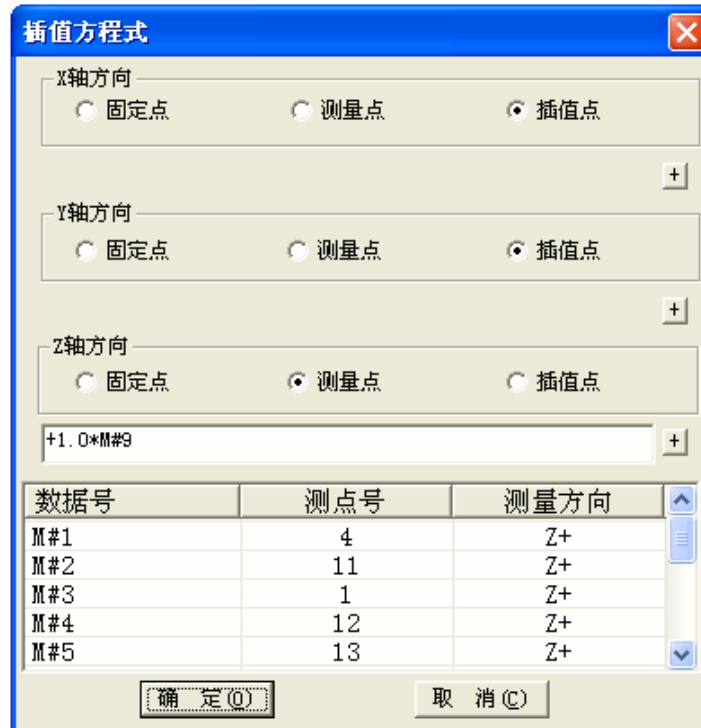 插值方程式
X轴方向
固定点 测量点 插值点
+
Y轴方向
固定点 测量点 插值点
+
Z轴方向
固定点 测量点 插值点
+1.0*M#9 +
数据号 测点号 测量方向
M#1 4 Z+
M#2 11 Z+
M#3 1 Z+
M#4 12 Z+
M#5 13 Z+
确 定(O) 取 消(C)